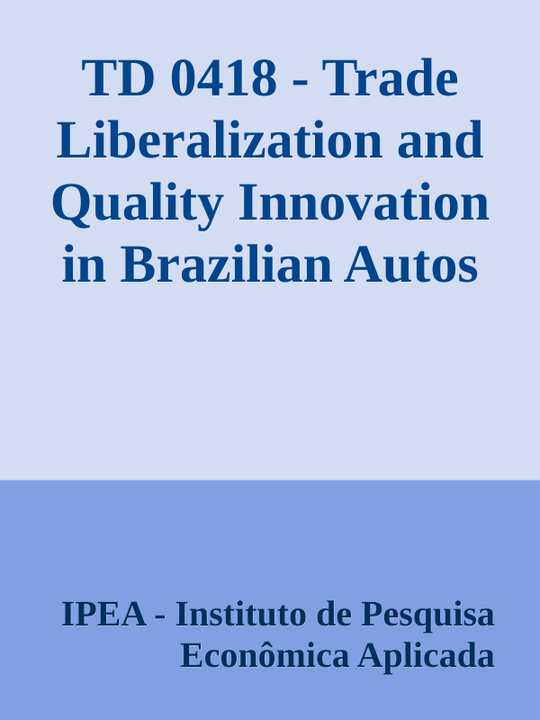 TD 0418 - Trade
Liberalization and
Quality Innovation
in Brazilian Autos
IPEA - Instituto de Pesquisa
Econômica Aplicada